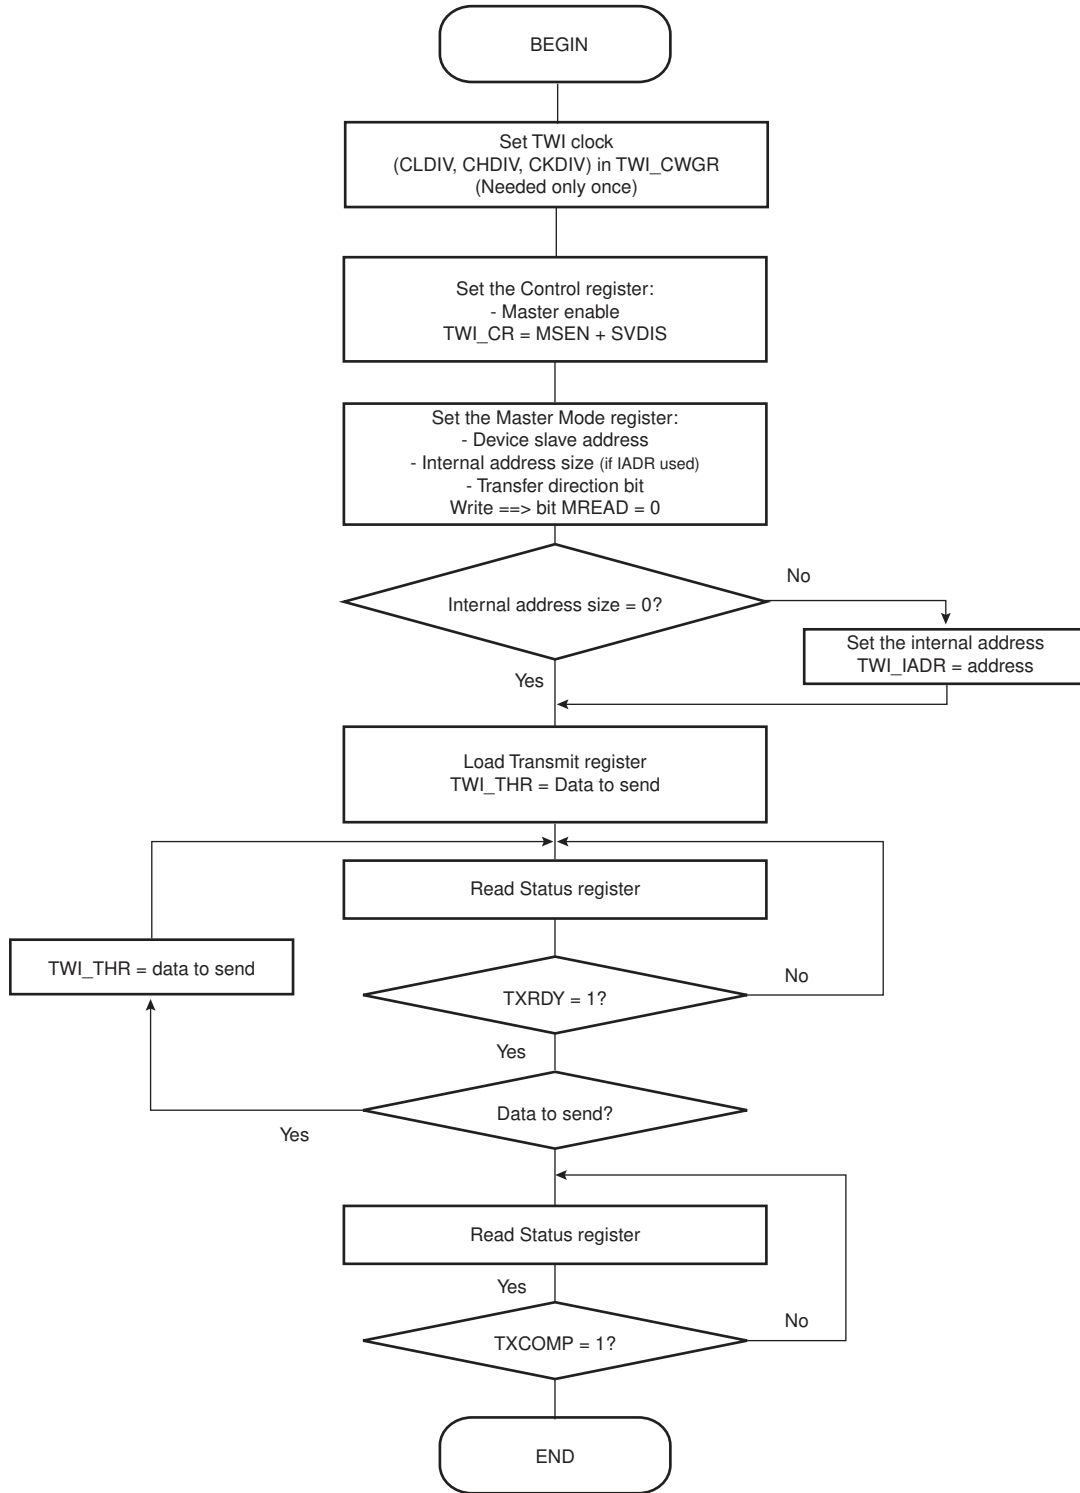 BEGIN
Set TWI clock
(CLDIV, CHDIV, CKDIV) in TWI_CWGR
(Needed only once)
Set the Control register:
- Master enable
TWI_CR = MSEN + SVDIS
Set the Master Mode register:
- Device slave address
- Internal address size (if IADR used)
- Transfer direction bit
Write ==> bit MREAD = 0
No
Internal address size = 0?
Set the internal address
TWI_IADR = address
Yes
Load Transmit register
TWI_THR = Data to send
Read Status register
TWI_THR = data to send
No
TXRDY = 1?
Yes
Data to send?
Yes
Read Status register
Yes
No
TXCOMP = 1?
END